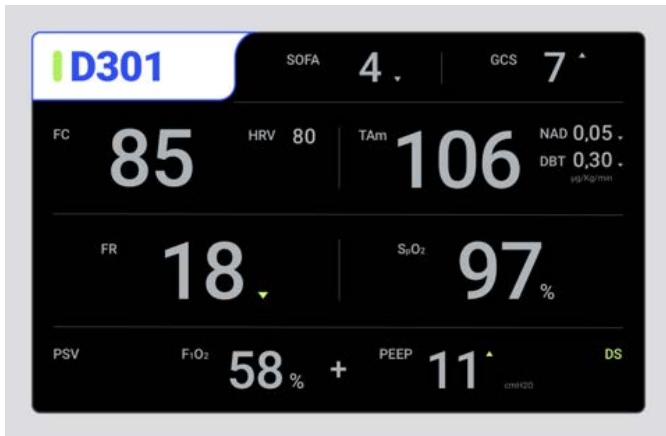 D301
SOFA 4 GCS 7
FC 85 HRV 80 TAm 106 NAD 0,05
DBT 0,30
µg/Kg/min
FR 18 SpO2 97%
PSV FiO2 58% + PEEP 11 cmH2O DS